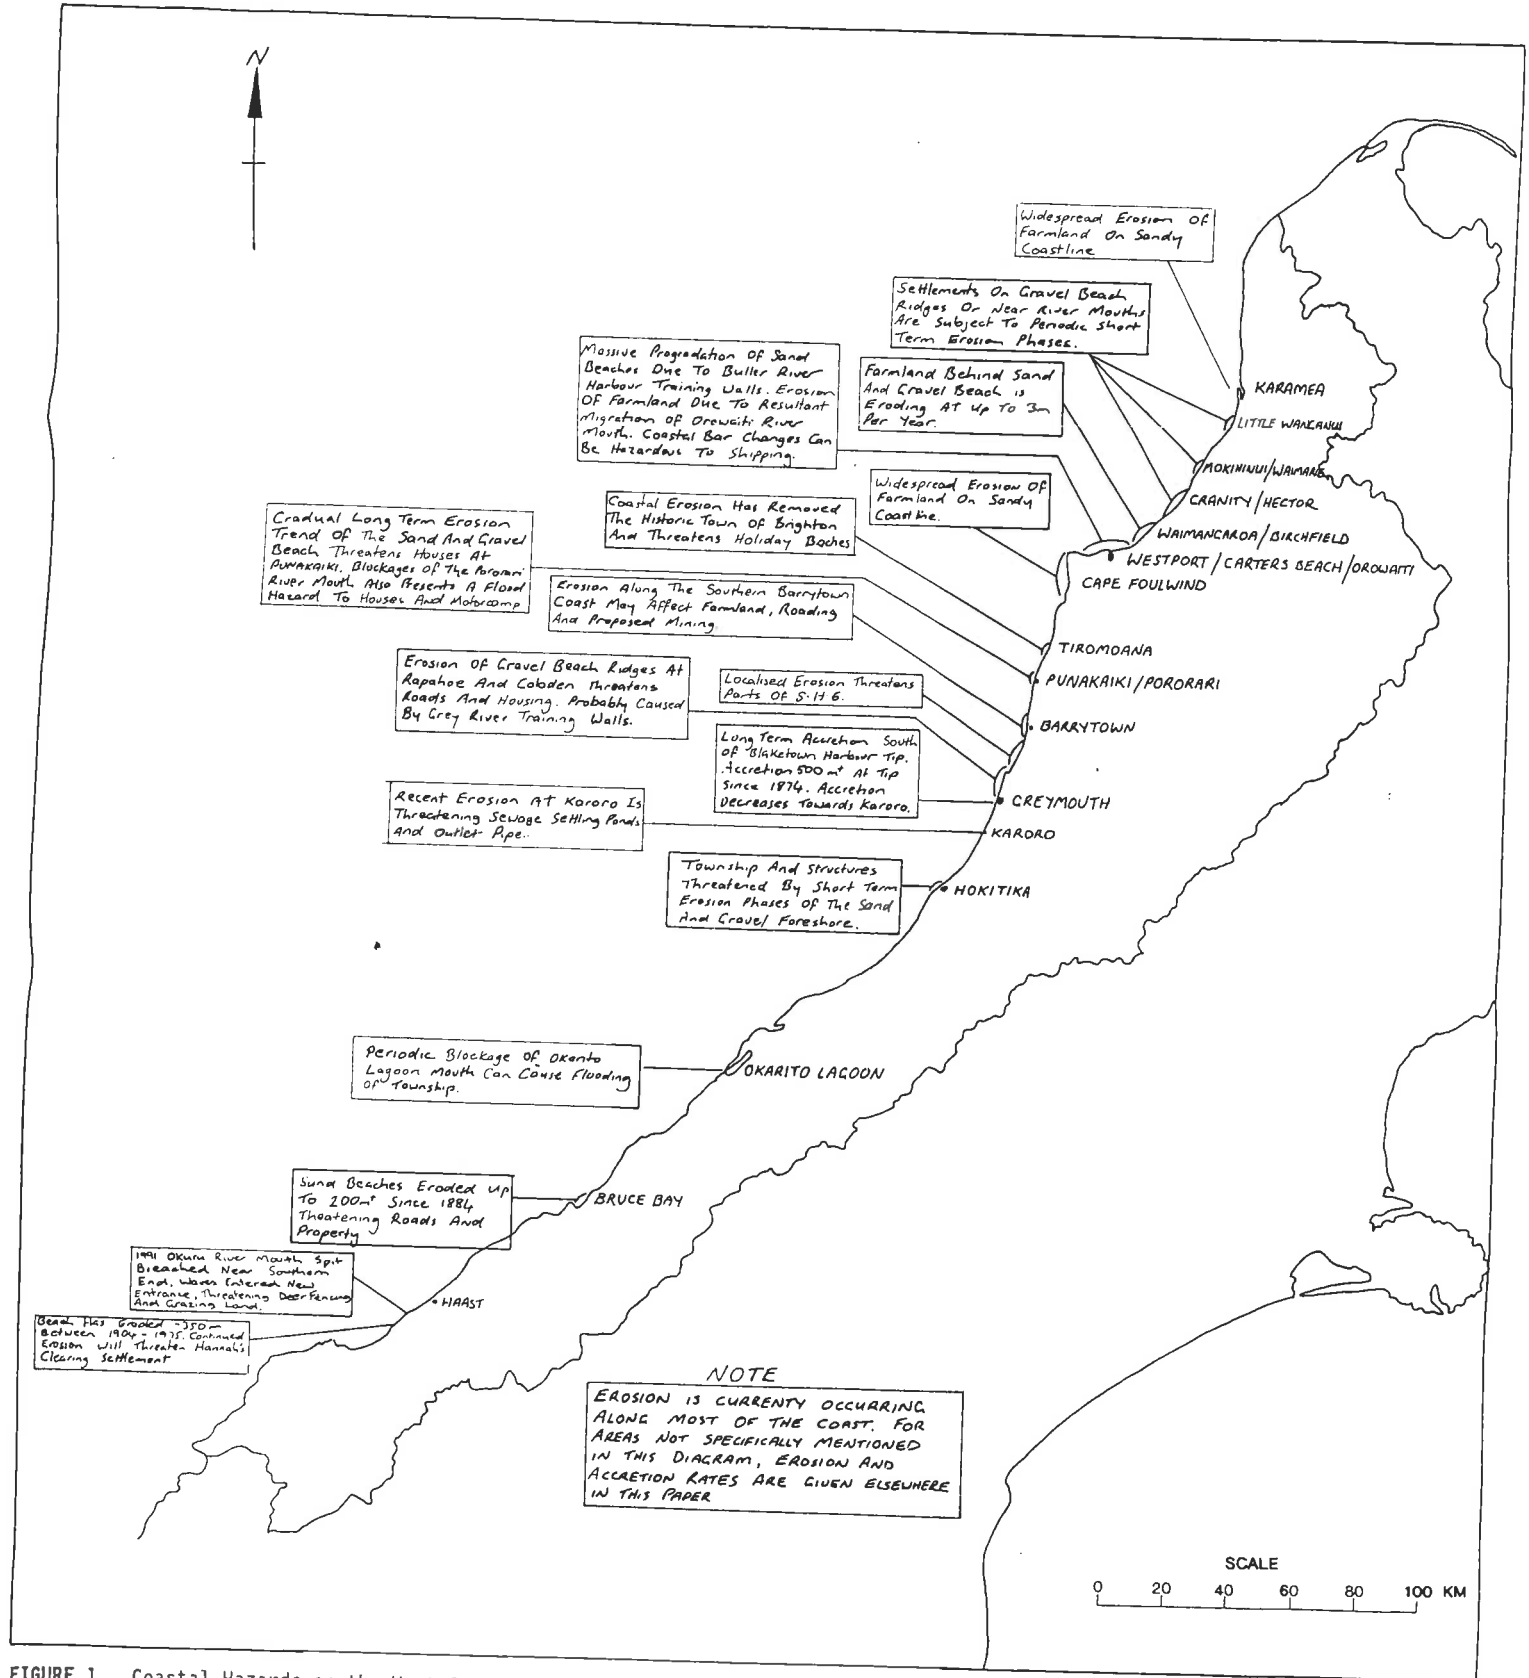 N
Widespread Erosion Of
Farmland On Sandy
Coastline
Settlements On Gravel Beach
Ridges Or Near River Mouths
Are Subject To Periodic Short
Term Erosion Phases.
Massive Progradation Of Sand
Beaches Due To Buller River
Harbour Training Walls. Erosion
Of Farmland Due To Resultant
Migration Of Orowaiti River
Mouth. Coastal Bar Changes Can
Be Hazardous To Shipping.
Farmland Behind Sand
And Gravel Beach is
Eroding At Up To 3m
Per Year.
KARAMEA
LITTLE WANGANUI
MOKIHINUI/WAIMANG
Widespread Erosion Of
Farmland On Sandy
Coastline.
GRANITY/HECTOR
WAIMANGAROA/BIRCHFIELD
WESTPORT/CARTERS BEACH/OROWAITI
CAPE FOULWIND
Coastal Erosion Has Removed
The Historic Town Of Brighton
And Threatens Holiday Baches
Gradual Long Term Erosion
Trend Of The Sand And Gravel
Beach Threatens Houses At
PUNAKAIKI. Blockages Of The Pororari
River Mouth Also Presents A Flood
Hazard To Houses And Motorcamp
Erosion Along The Southern Barrytown
Coast May Affect Farmland, Roading
And Proposed Mining.
TIROMOANA
PUNAKAIKI/PORORARI
BARRYTOWN
Erosion Of Gravel Beach Ridges At
Rapahoe And Cobden Threatens
Roads And Housing. Probably Caused
By Grey River Training Walls.
Localised Erosion Threatens
Parts Of S.H.6.
Long Term Accretion South
of Blaketown Harbour Tip.
Accretion 500 m± At Tip
Since 1874. Accretion
Decreases Towards Karoro.
GREYMOUTH
Recent Erosion At Karoro Is
Threatening Sewage Settling Ponds
And Outlet Pipe.
KARORO
Township And Structures
Threatened By Short Term
Erosion Phases Of The Sand
And Gravel Foreshore.
HOKITIKA
Periodic Blockage Of Okarito
Lagoon Mouth Can Cause Flooding
Of Township.
OKARITO LAGOON
Sand Beaches Eroded Up
To 200m± Since 1884
Theatening Roads And
Property
BRUCE BAY
1991 Okuru River Mouth Spit
Breached Near Southern
End, Waves Entered New
Entrance, Threatening Deer Fencing
And Grazing Land.
HAAST
Beach Has Eroded ~350m
Between 1904 - 1975. Continued
Erosion Will Threaten Hannah's
Clearing Settlement
NOTE
EROSION IS CURRENTY OCCURRING
ALONG MOST OF THE COAST. FOR
AREAS NOT SPECIFICALLY MENTIONED
IN THIS DIAGRAM, EROSION AND
ACCRETION RATES ARE GIVEN ELSEWHERE
IN THIS PAPER
SCALE
0 20 40 60 80 100 KM
FIGURE 1 Coastal Hazards